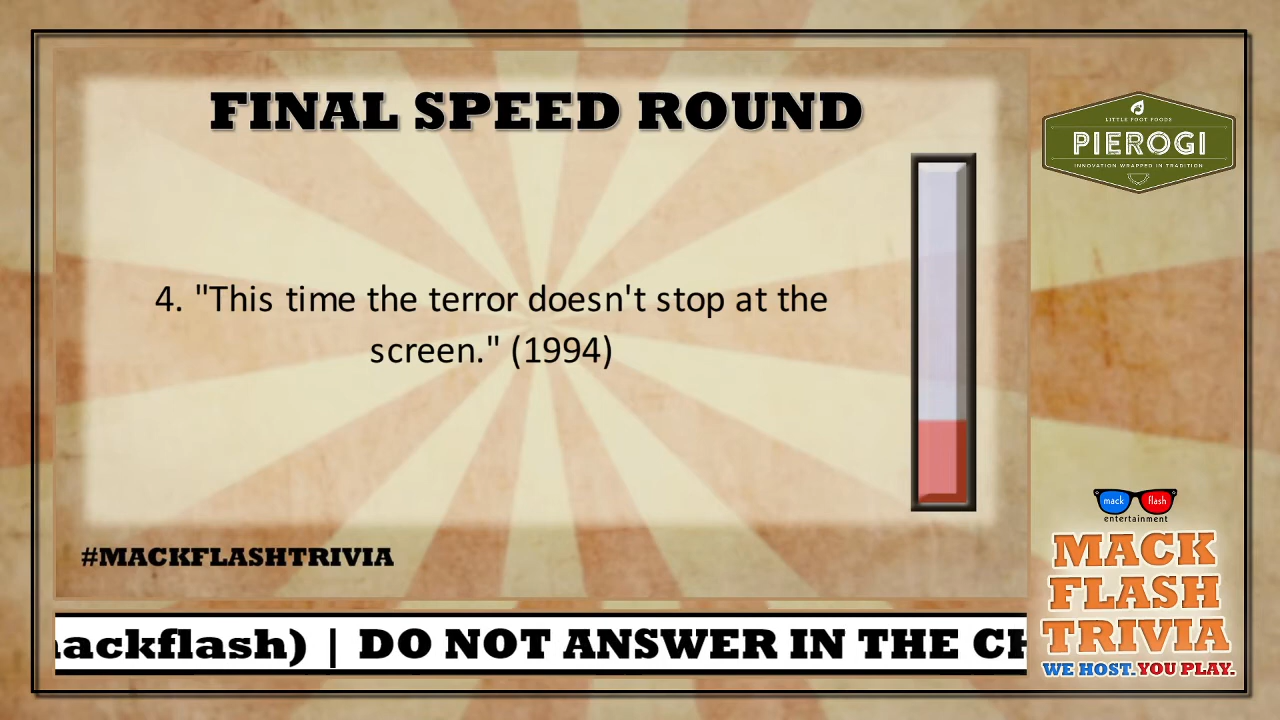 FINAL SPEED ROUND
LITTLE FOOT FOODS
PIEROGI
INNOVATION WRAPPED IN TRADITION
4. "This time the terror doesn't stop at the
screen." (1994)
mack flash
entertainment
MACK
FLASH
TRIVIA
WE HOST. YOU PLAY.
#MACKFLASHTRIVIA
ackflash) | DO NOT ANSWER IN THE CH